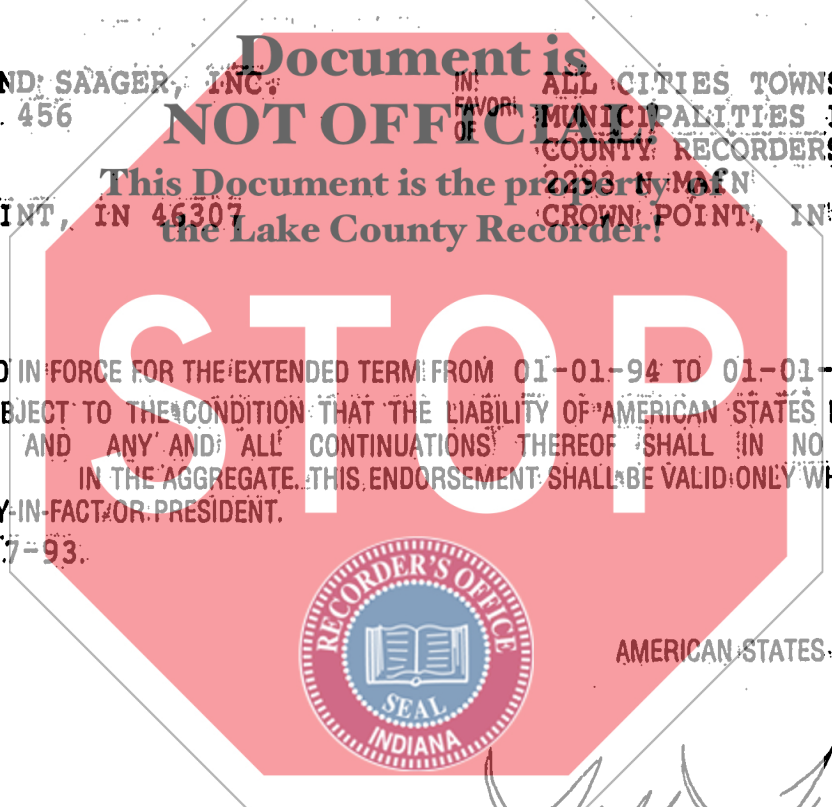 Document is
ND SAAGER, INC. IN ALL CITIES TOWNS
456 NOT OFFICIAL! FAVOR MUNICIPALITIES
OF COUNTY RECORDERS
This Document is the property of 2293 N MAIN
INT, IN 46307 CROWN POINT, IN
the Lake County Recorder!
STOP
IN FORCE FOR THE EXTENDED TERM FROM 01-01-94 TO 01-01-
BJECT TO THE CONDITION THAT THE LIABILITY OF AMERICAN STATES
AND ANY AND ALL CONTINUATIONS THEREOF SHALL IN NO
IN THE AGGREGATE. THIS ENDORSEMENT SHALL BE VALID ONLY WH
Y-IN-FACT OR PRESIDENT.
7-93.
RECORDER'S OFFICE
SEAL
INDIANA
AMERICAN STATES